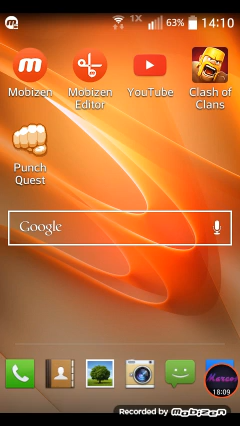 1X 63% 14:10
Mobizen Mobizen Editor YouTube Clash of Clans
Punch Quest
Google
18:09
Recorded by Mobizen